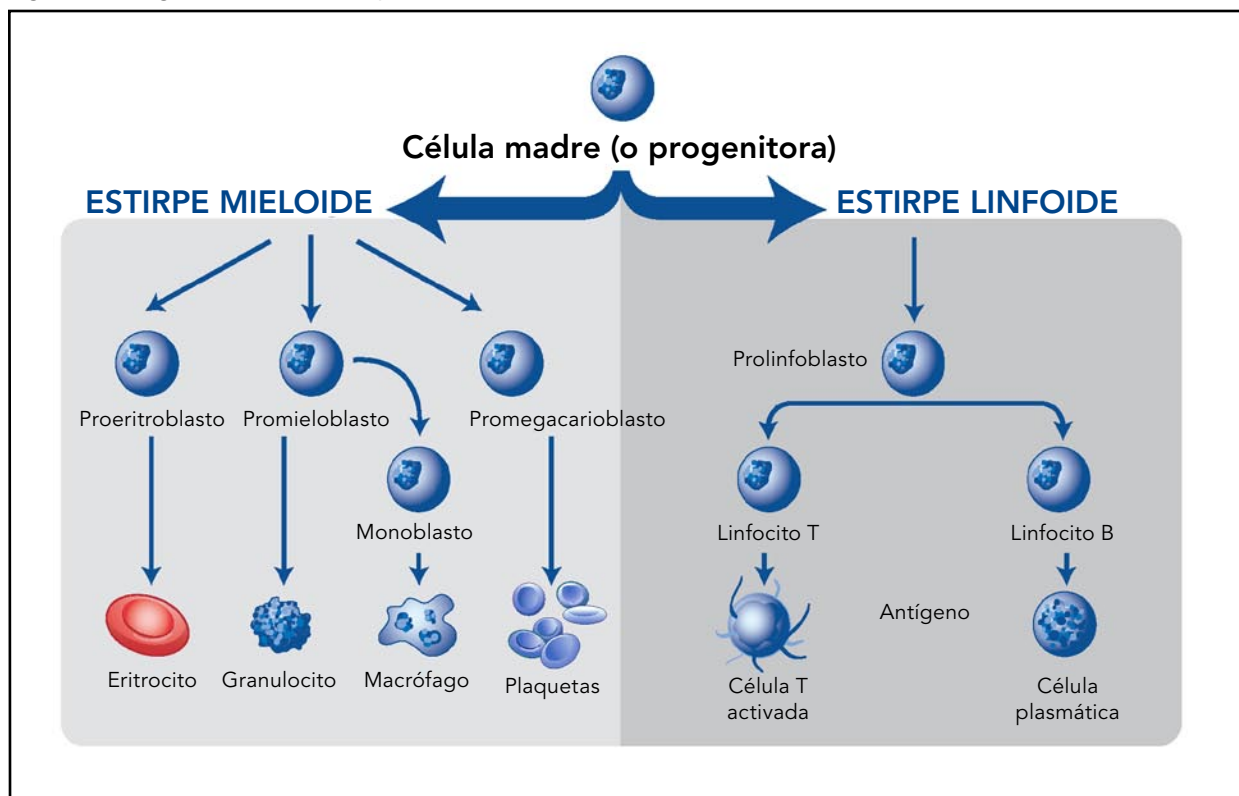 Célula madre (o progenitora)
ESTIRPE MIELOIDE
ESTIRPE LINFOIDE
Prolinfoblasto
Proeritroblasto
Promieloblasto
Promegacarioblasto
Monoblasto
Linfocito T
Linfocito B
Antígeno
Eritrocito
Granulocito
Macrófago
Plaquetas
Célula T
activada
Célula
plasmática